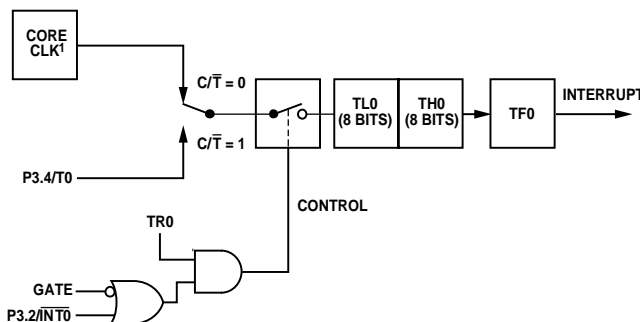 CORE
CLK¹
C/T̅ = 0
C/T̅ = 1
P3.4/T0
TL0
(8 BITS)
TH0
(8 BITS)
TF0
INTERRUPT
CONTROL
TR0
GATE
P3.2/I̅N̅T̅0̅